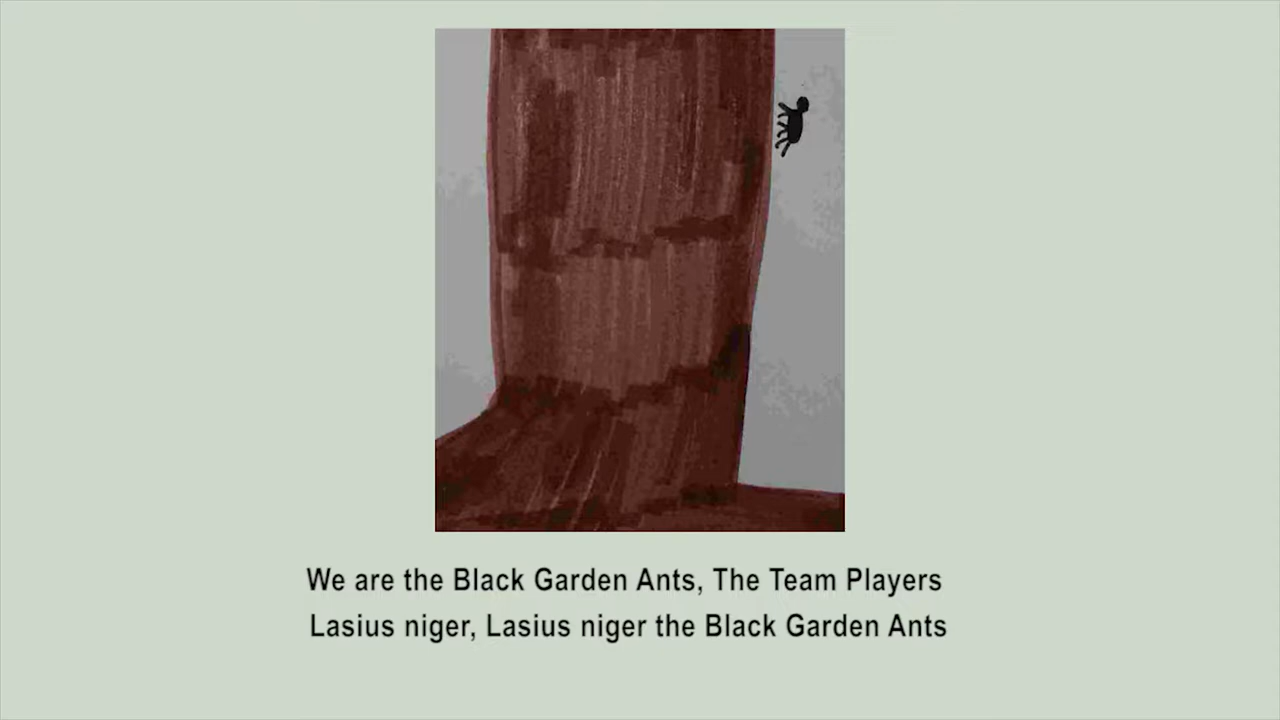 We are the Black Garden Ants, The Team Players
Lasius niger, Lasius niger the Black Garden Ants